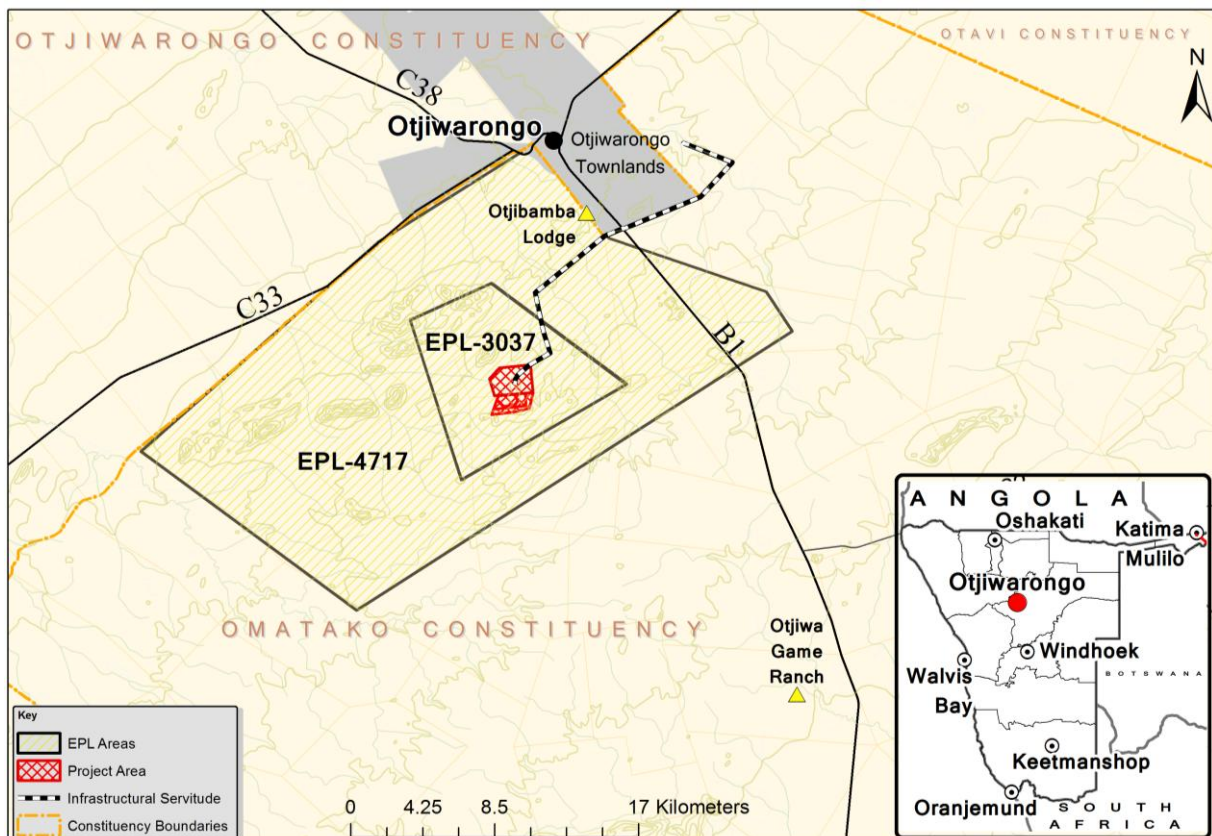 OTJIWARONGO CONSTITUENCY
OTAVI CONSTITUENCY
N
C38
Otjiwarongo
Otjiwarongo
Townlands
Otjibamba
Lodge
C33
B1
EPL-3037
EPL-4717
OMATAKO CONSTITUENCY
Otjiwa
Game
Ranch
Key
EPL Areas
Project Area
Infrastructural Servitude
Constituency Boundaries
0 4.25 8.5 17 Kilometers
ANGOLA
Oshakati
Katima
Mulilo
Otjiwarongo
Windhoek
Walvis
Bay
BOTSWANA
Keetmanshop
Oranjemund
SOUTH
AFRICA